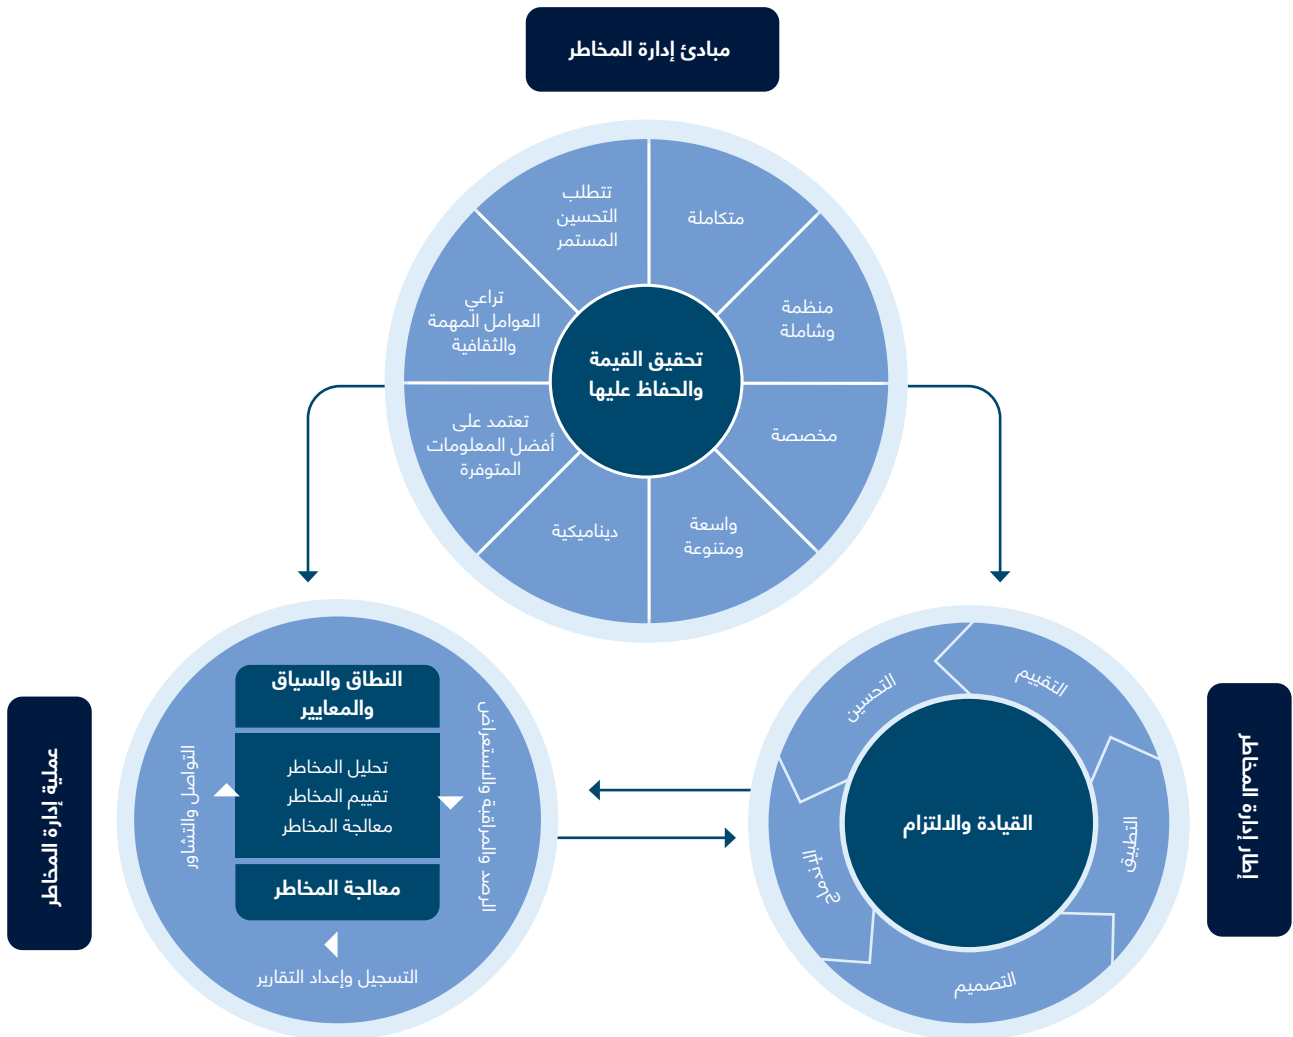 مبادئ إدارة المخاطر
متكاملة
منظمة
وشاملة
مخصصة
واسعة
ومتنوعة
ديناميكية
تعتمد على
أفضل المعلومات
المتوفرة
تراعي
العوامل المهمة
والثقافية
تتطلب
التحسين
المستمر
تحقيق القيمة
والحفاظ عليها
إطار إدارة المخاطر
القيادة والالتزام
التقييم
التطبيق
التصميم
الإندماج
التحسين
عملية إدارة المخاطر
النطاق والسياق
والمعايير
تحليل المخاطر
تقييم المخاطر
معالجة المخاطر
معالجة المخاطر
الرصد والمراقبة والاستعراض
التواصل والتشاور
التسجيل وإعداد التقارير